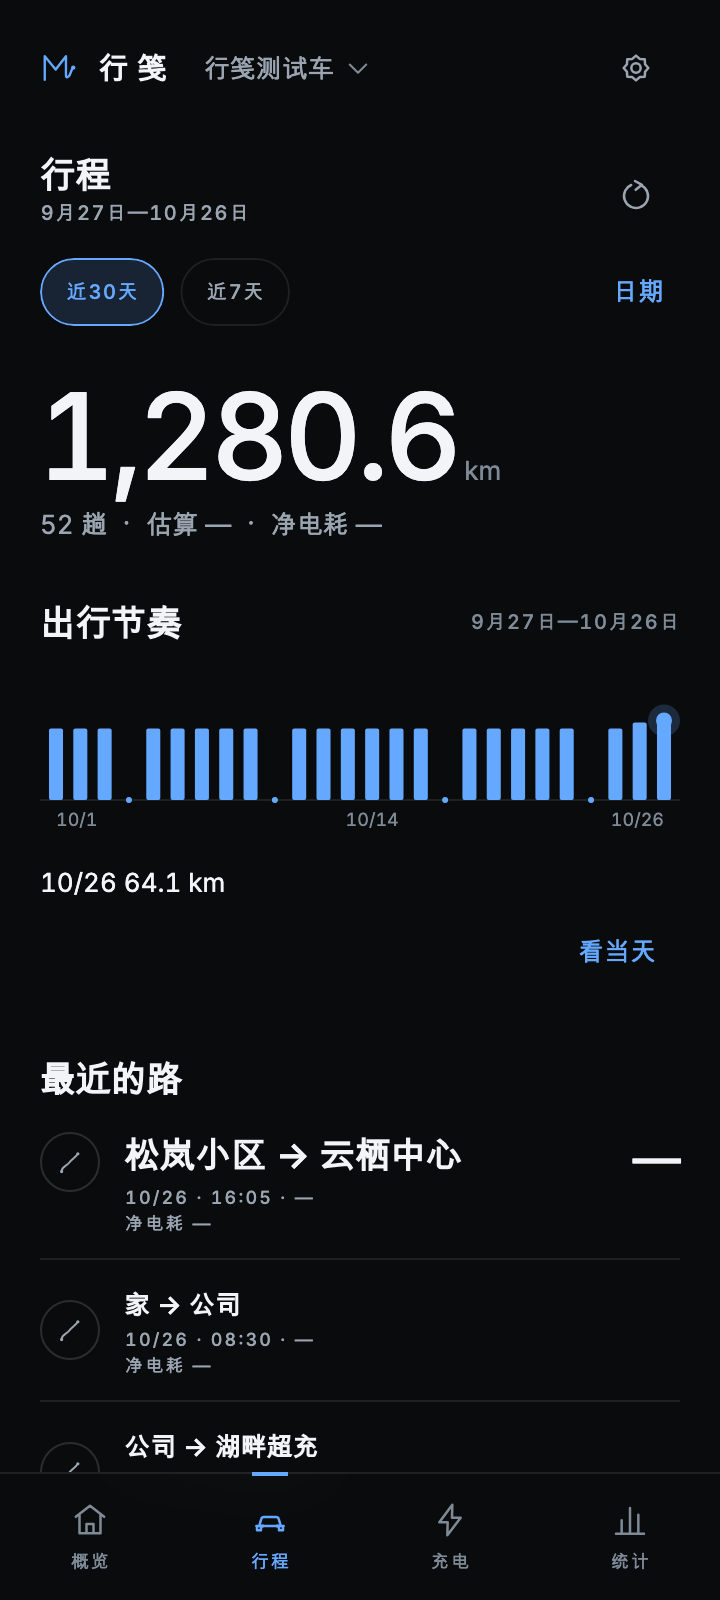 行笺 行笺测试车
行程
9月27日—10月26日
近30天 近7天 日期
1,280.6 km
52 趟 · 估算 — · 净电耗 —
出行节奏 9月27日—10月26日
10/1 10/14 10/26
10/26 64.1 km
看当天
最近的路
松岚小区 → 云栖中心 —
10/26 · 16:05 · —
净电耗 —
家 → 公司
10/26 · 08:30 · —
净电耗 —
公司 → 湖畔超充
概览 行程 充电 统计